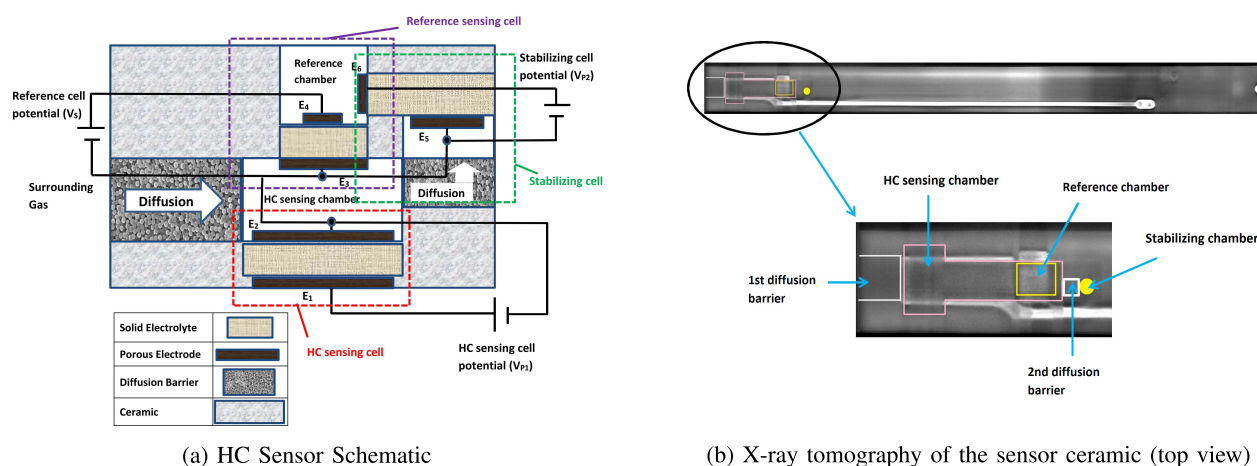 Reference sensing cell
Reference
chamber
E6
Stabilizing cell
potential (VP2)
Reference cell
potential (VS)
E4
E5
Surrounding
Gas
Diffusion
E3
Diffusion
Stabilizing cell
HC sensing chamber
E2
E1
HC sensing cell
HC sensing cell
potential (VP1)
Solid Electrolyte
Porous Electrode
Diffusion Barrier
Ceramic
(a) HC Sensor Schematic
HC sensing chamber
Reference chamber
Stabilizing chamber
1st diffusion
barrier
2nd diffusion
barrier
(b) X-ray tomography of the sensor ceramic (top view)